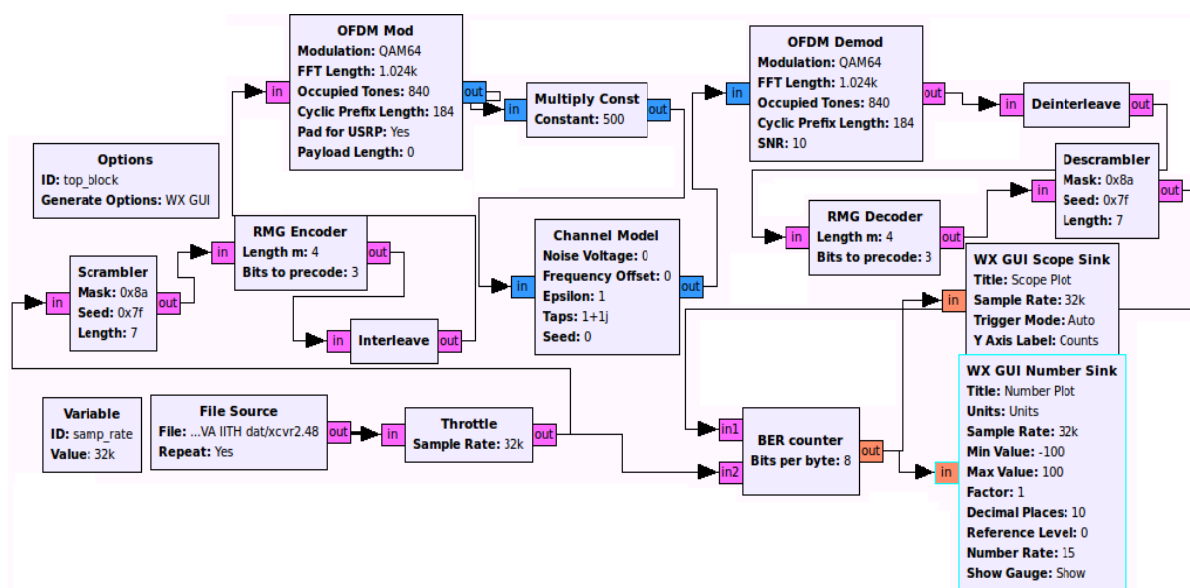 OFDM Mod
Modulation: QAM64
FFT Length: 1.024k
Occupied Tones: 840
Cyclic Prefix Length: 184
Pad for USRP: Yes
Payload Length: 0
in
out
in
Multiply Const
Constant: 500
out
OFDM Demod
Modulation: QAM64
FFT Length: 1.024k
Occupied Tones: 840
Cyclic Prefix Length: 184
SNR: 10
in
out
in
Deinterleave
out
Options
ID: top_block
Generate Options: WX GUI
in
RMG Encoder
Length m: 4
Bits to precode: 3
out
in
Scrambler
Mask: 0x8a
Seed: 0x7f
Length: 7
out
in
Interleave
out
in
Channel Model
Noise Voltage: 0
Frequency Offset: 0
Epsilon: 1
Taps: 1+1j
Seed: 0
out
in
RMG Decoder
Length m: 4
Bits to precode: 3
out
in
Descrambler
Mask: 0x8a
Seed: 0x7f
Length: 7
out
in
WX GUI Scope Sink
Title: Scope Plot
Sample Rate: 32k
Trigger Mode: Auto
Y Axis Label: Counts
Variable
ID: samp_rate
Value: 32k
File Source
File: ...VA IITH dat/xcvr2.48
Repeat: Yes
out
in
Throttle
Sample Rate: 32k
out
in1
in2
BER counter
Bits per byte: 8
out
in
WX GUI Number Sink
Title: Number Plot
Units: Units
Sample Rate: 32k
Min Value: -100
Max Value: 100
Factor: 1
Decimal Places: 10
Reference Level: 0
Number Rate: 15
Show Gauge: Show